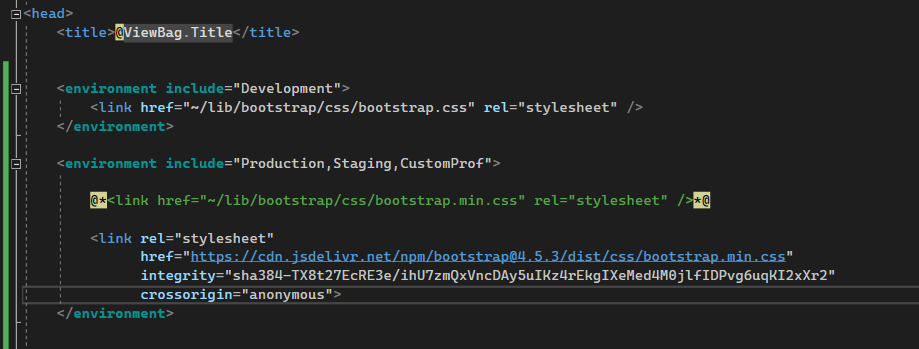 <head>
<title>@ViewBag.Title</title>
<environment include="Development">
<link href="~/lib/bootstrap/css/bootstrap.css" rel="stylesheet" />
</environment>
<environment include="Production,Staging,CustomProf">
@*<link href="~/lib/bootstrap/css/bootstrap.min.css" rel="stylesheet" />*@
<link rel="stylesheet"
href="https://cdn.jsdelivr.net/npm/bootstrap@4.5.3/dist/css/bootstrap.min.css"
integrity="sha384-TX8t27EcRE3e/ihU7zmQxVncDAy5uIKz4rEkgIXeMed4M0jlfIDPvg6uqKI2xXr2"
crossorigin="anonymous">
</environment>